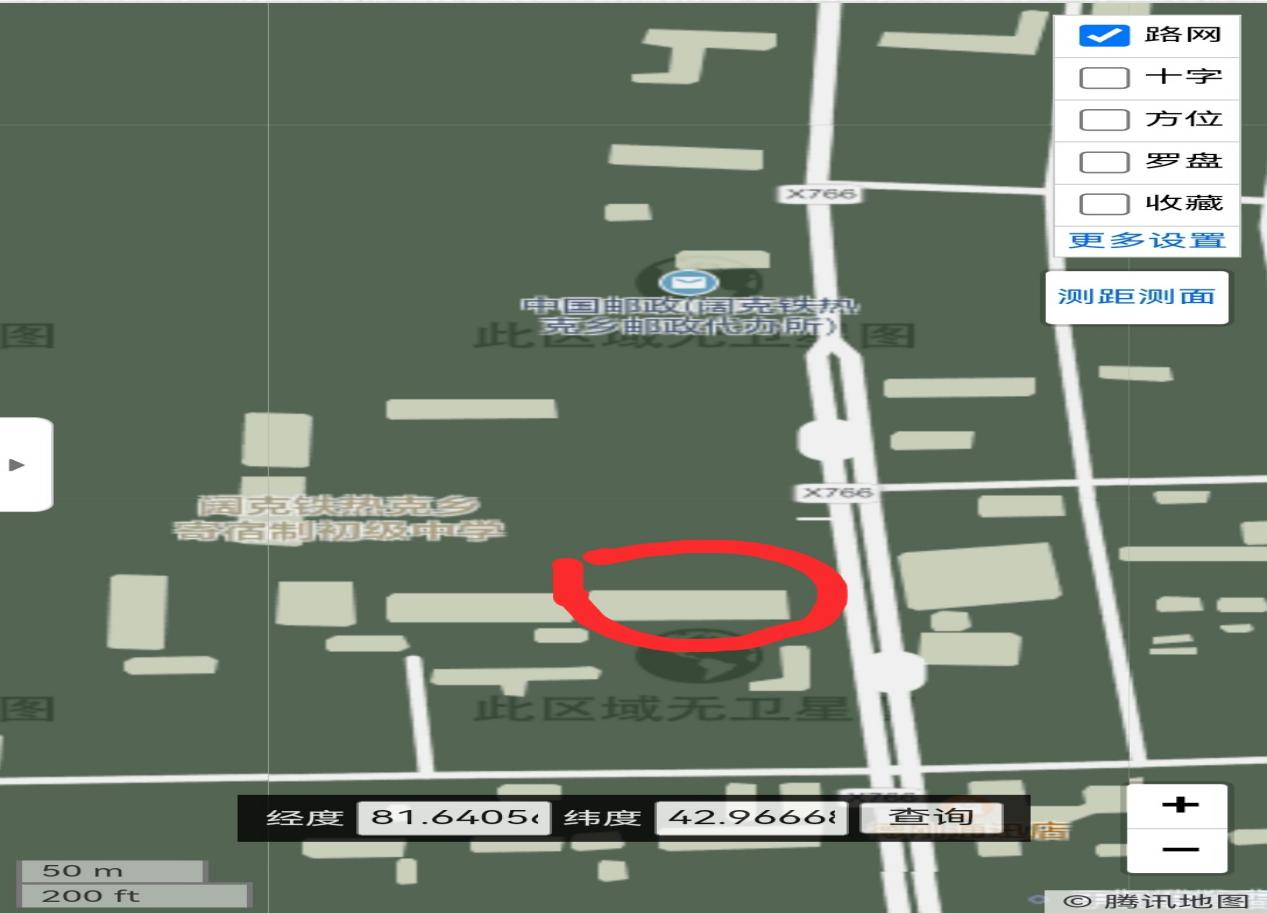 路网
十字
方位
罗盘
收藏
更多设置
测距测面
X766
中国邮政(阔克铁热
克乡邮政代办所)
图
此区域无卫星图
X766
阔克铁热克乡
寄宿制初级中学
图
此区域无卫星
X766
经度 81.6405 纬度 42.9666 查询
+
−
50 m
200 ft
© 腾讯地图